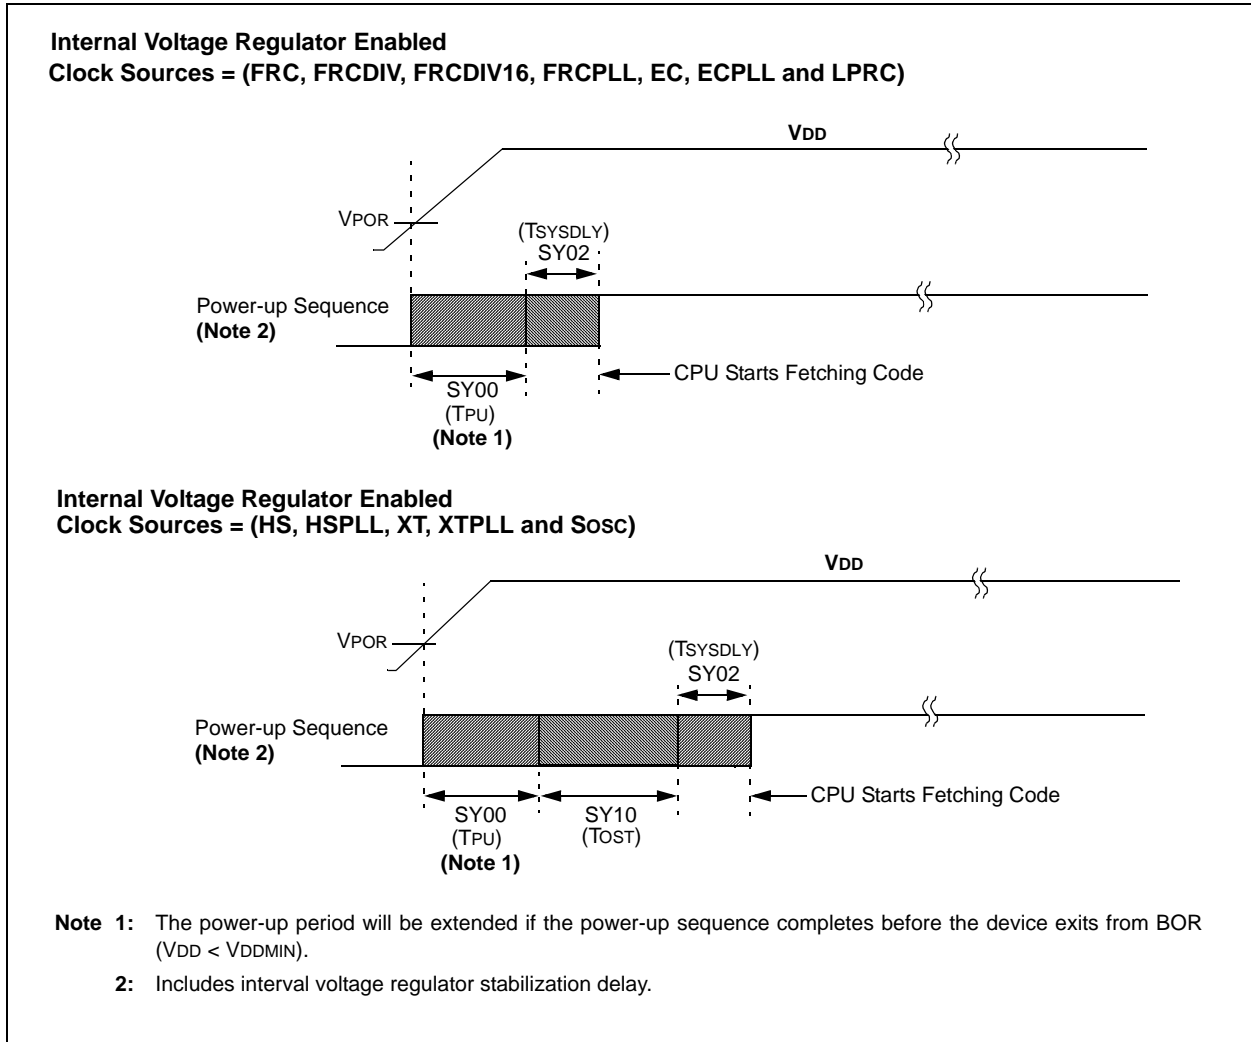 Internal Voltage Regulator Enabled
Clock Sources = (FRC, FRCDIV, FRCDIV16, FRCPLL, EC, ECPLL and LPRC)
VDD
VPOR
(TSYSDLY)
SY02
Power-up Sequence
(Note 2)
CPU Starts Fetching Code
SY00
(TPU)
(Note 1)
Internal Voltage Regulator Enabled
Clock Sources = (HS, HSPLL, XT, XTPLL and SOSC)
VDD
VPOR
(TSYSDLY)
SY02
Power-up Sequence
(Note 2)
CPU Starts Fetching Code
SY00
(TPU)
(Note 1)
SY10
(TOST)
Note 1: The power-up period will be extended if the power-up sequence completes before the device exits from BOR
(VDD < VDDMIN).
2: Includes interval voltage regulator stabilization delay.